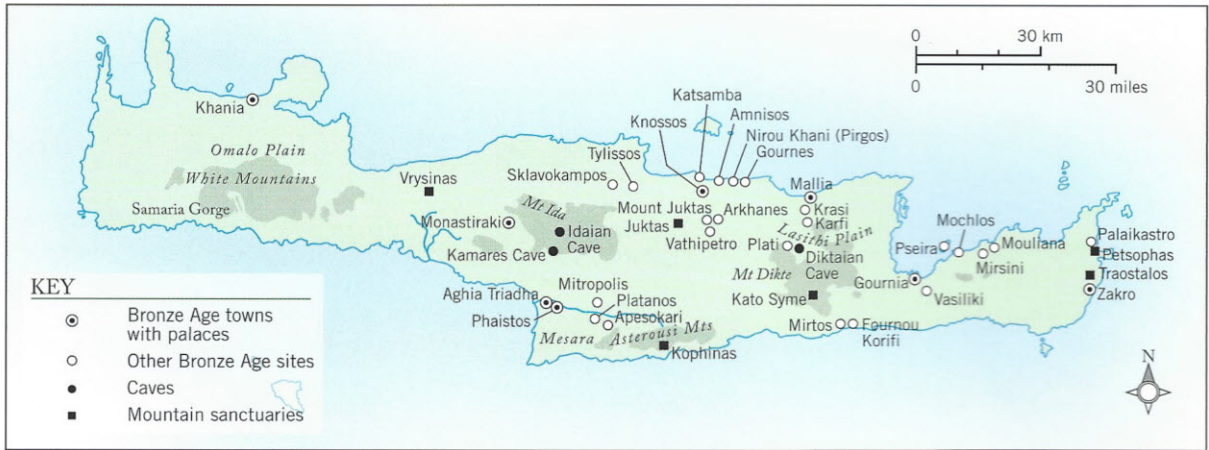 0 30 km
0 30 miles
Khania
Omalo Plain
White Mountains
Samaria Gorge
Vrysinas
Monastiraki
Sklavokampos
Tylissos
Knossos
Katsamba
Amnisos
Nirou Khani (Pirgos)
Gournes
Mt Ida
Idaian
Cave
Kamares Cave
Mount Juktas
Juktas
Arkhanes
Vathipetro
Mallia
Krasi
Karfi
Lasithi Plain
Plati
Diktaian
Cave
Mt Dikte
Kato Syme
Pseira
Mochlos
Mouliana
Mirsini
Palaikastro
Petsophas
Traostalos
Zakro
Gournia
Vasiliki
Aghia Triadha
Phaistos
Mitropolis
Platanos
Apesokari
Mesara
Asterousi Mts
Kophinas
Mirtos
Fournou
Korifi
N
KEY
Bronze Age towns
with palaces
Other Bronze Age sites
Caves
Mountain sanctuaries